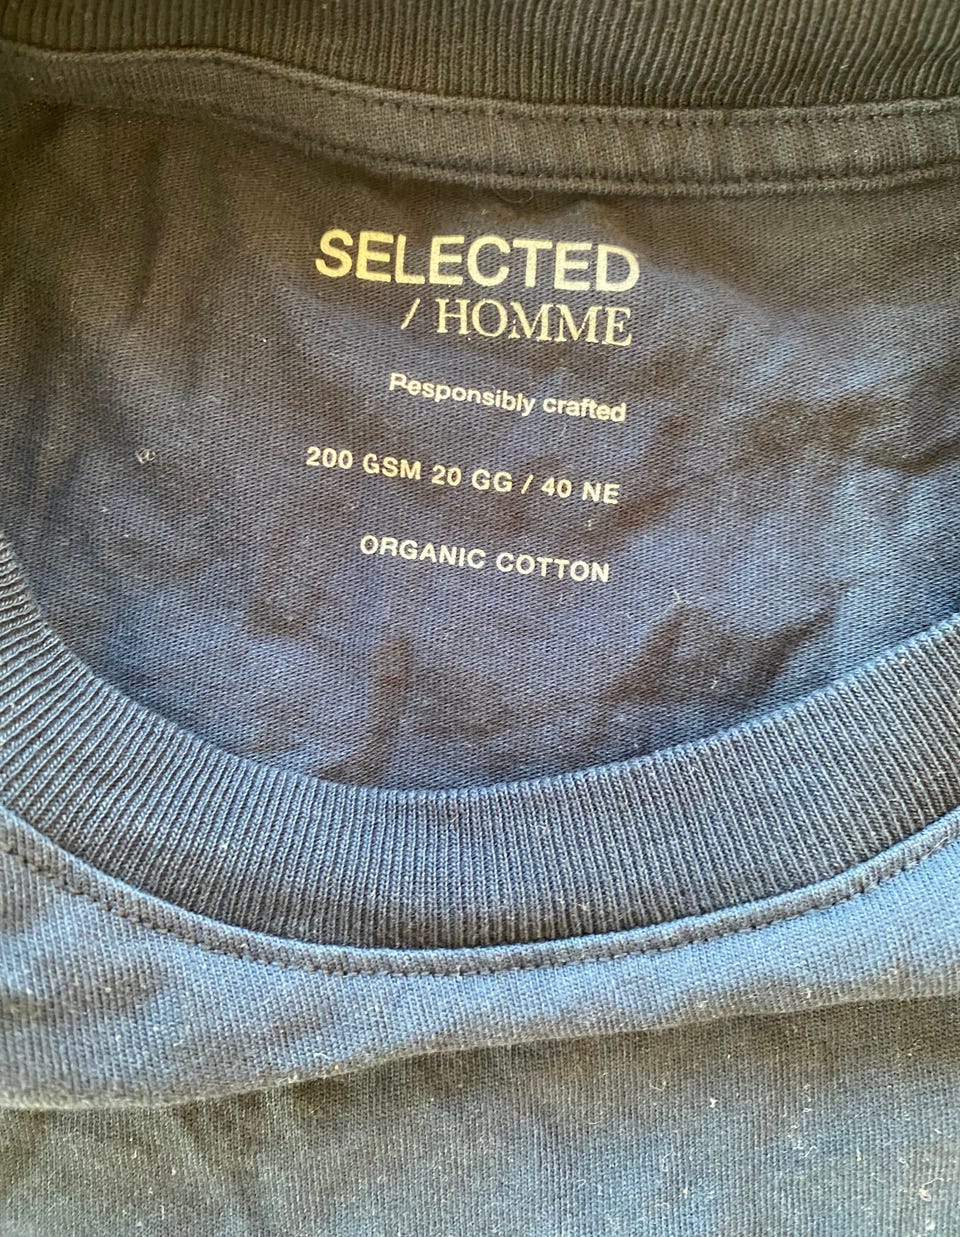 SELECTED
/ HOMME
Responsibly crafted
200 GSM 20 GG / 40 NE
ORGANIC COTTON